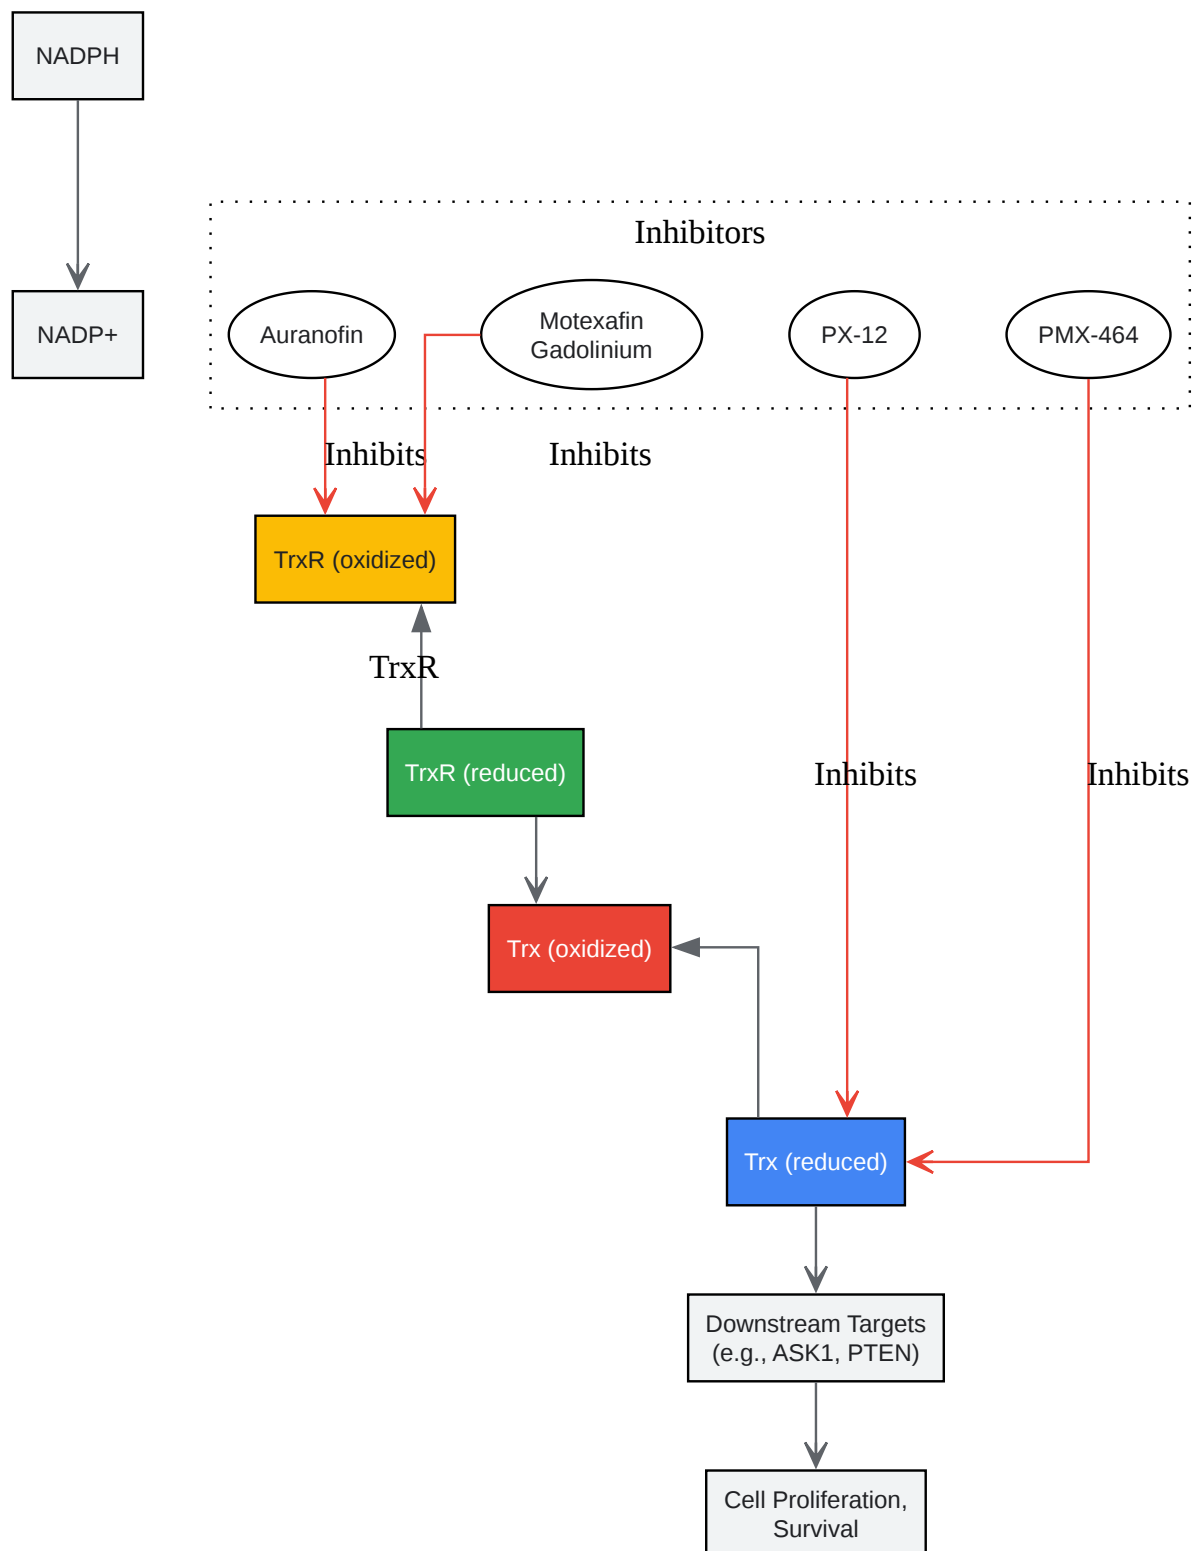 NADPH
Inhibitors
NADP+
Auranofin
Motexafin
Gadolinium
PX-12
PMX-464
Inhibits
Inhibits
TrxR (oxidized)
TrxR
TrxR (reduced)
Inhibits
Inhibits
Trx (oxidized)
Trx (reduced)
Downstream Targets
(e.g., ASK1, PTEN)
Cell Proliferation,
Survival